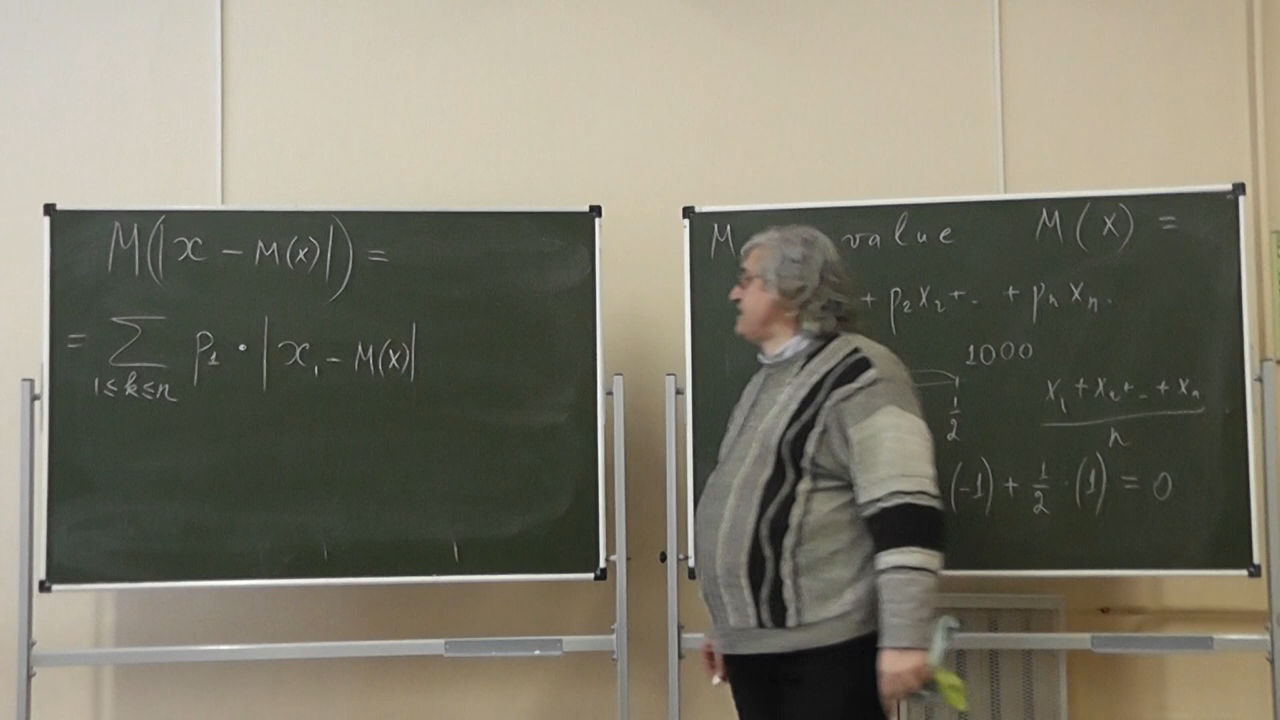 M(|x - M(x)|) =
= ∑ p₁ · |x₁ - M(x)|
1≤k≤n
M value M(x) =
+ p₂x₂ + .. + pₙxₙ.
1000
1/2
(x₁ + x₂ + .. + xₙ)/n
(-1) + 1/2 · (1) = 0